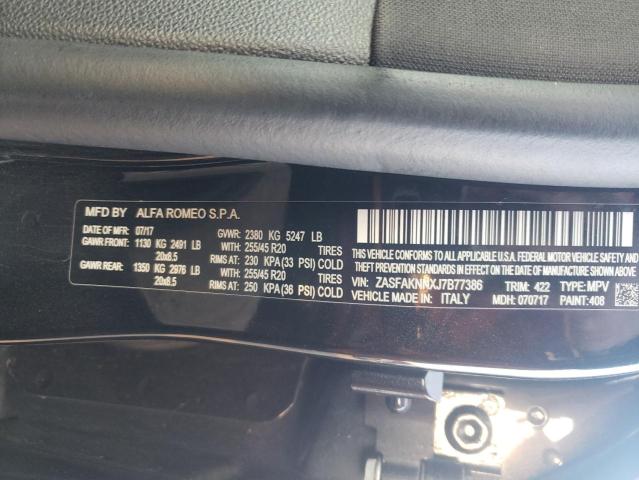 MFD BY ALFA ROMEO S.P.A.
DATE OF MFR: 07/17 GVWR: 2380 KG 5247 LB
GAWR FRONT: 1130 KG 2491 LB WITH: 255/45 R20 TIRES
20x8.5 RIMS AT: 230 KPA(33 PSI) COLD
GAWR REAR: 1350 KG 2976 LB WITH: 255/45 R20 TIRES
20x8.5 RIMS AT: 250 KPA(36 PSI) COLD
THIS VEHICLE CONFORMS TO ALL APPLICABLE U.S.A. FEDERAL MOTOR VEHICLE
SAFETY, BUMPER, AND THEFT PREVENTION STANDARDS IN
EFFECT ON THE DATE OF MANUFACTURE SHOWN ABOVE.
VIN: ZASFAKNNXJ7B77386 TRIM: 422 TYPE: MPV
VEHICLE MADE IN: ITALY MDH: 070717 PAINT: 408